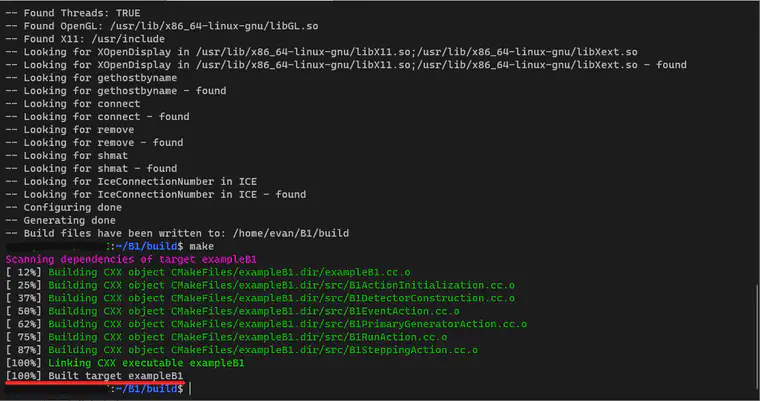 -- Found Threads: TRUE
-- Found OpenGL: /usr/lib/x86_64-linux-gnu/libGL.so
-- Found X11: /usr/include
-- Looking for XOpenDisplay in /usr/lib/x86_64-linux-gnu/libX11.so;/usr/lib/x86_64-linux-gnu/libXext.so
-- Looking for XOpenDisplay in /usr/lib/x86_64-linux-gnu/libX11.so;/usr/lib/x86_64-linux-gnu/libXext.so - found
-- Looking for gethostbyname
-- Looking for gethostbyname - found
-- Looking for connect
-- Looking for connect - found
-- Looking for remove
-- Looking for remove - found
-- Looking for shmat
-- Looking for shmat - found
-- Looking for IceConnectionNumber in ICE
-- Looking for IceConnectionNumber in ICE - found
-- Configuring done
-- Generating done
-- Build files have been written to: /home/evan/B1/build
:~/B1/build$ make
Scanning dependencies of target exampleB1
[ 12%] Building CXX object CMakeFiles/exampleB1.dir/exampleB1.cc.o
[ 25%] Building CXX object CMakeFiles/exampleB1.dir/src/B1ActionInitialization.cc.o
[ 37%] Building CXX object CMakeFiles/exampleB1.dir/src/B1DetectorConstruction.cc.o
[ 50%] Building CXX object CMakeFiles/exampleB1.dir/src/B1EventAction.cc.o
[ 62%] Building CXX object CMakeFiles/exampleB1.dir/src/B1PrimaryGeneratorAction.cc.o
[ 75%] Building CXX object CMakeFiles/exampleB1.dir/src/B1RunAction.cc.o
[ 87%] Building CXX object CMakeFiles/exampleB1.dir/src/B1SteppingAction.cc.o
[100%] Linking CXX executable exampleB1
[100%] Built target exampleB1
:~/B1/build$